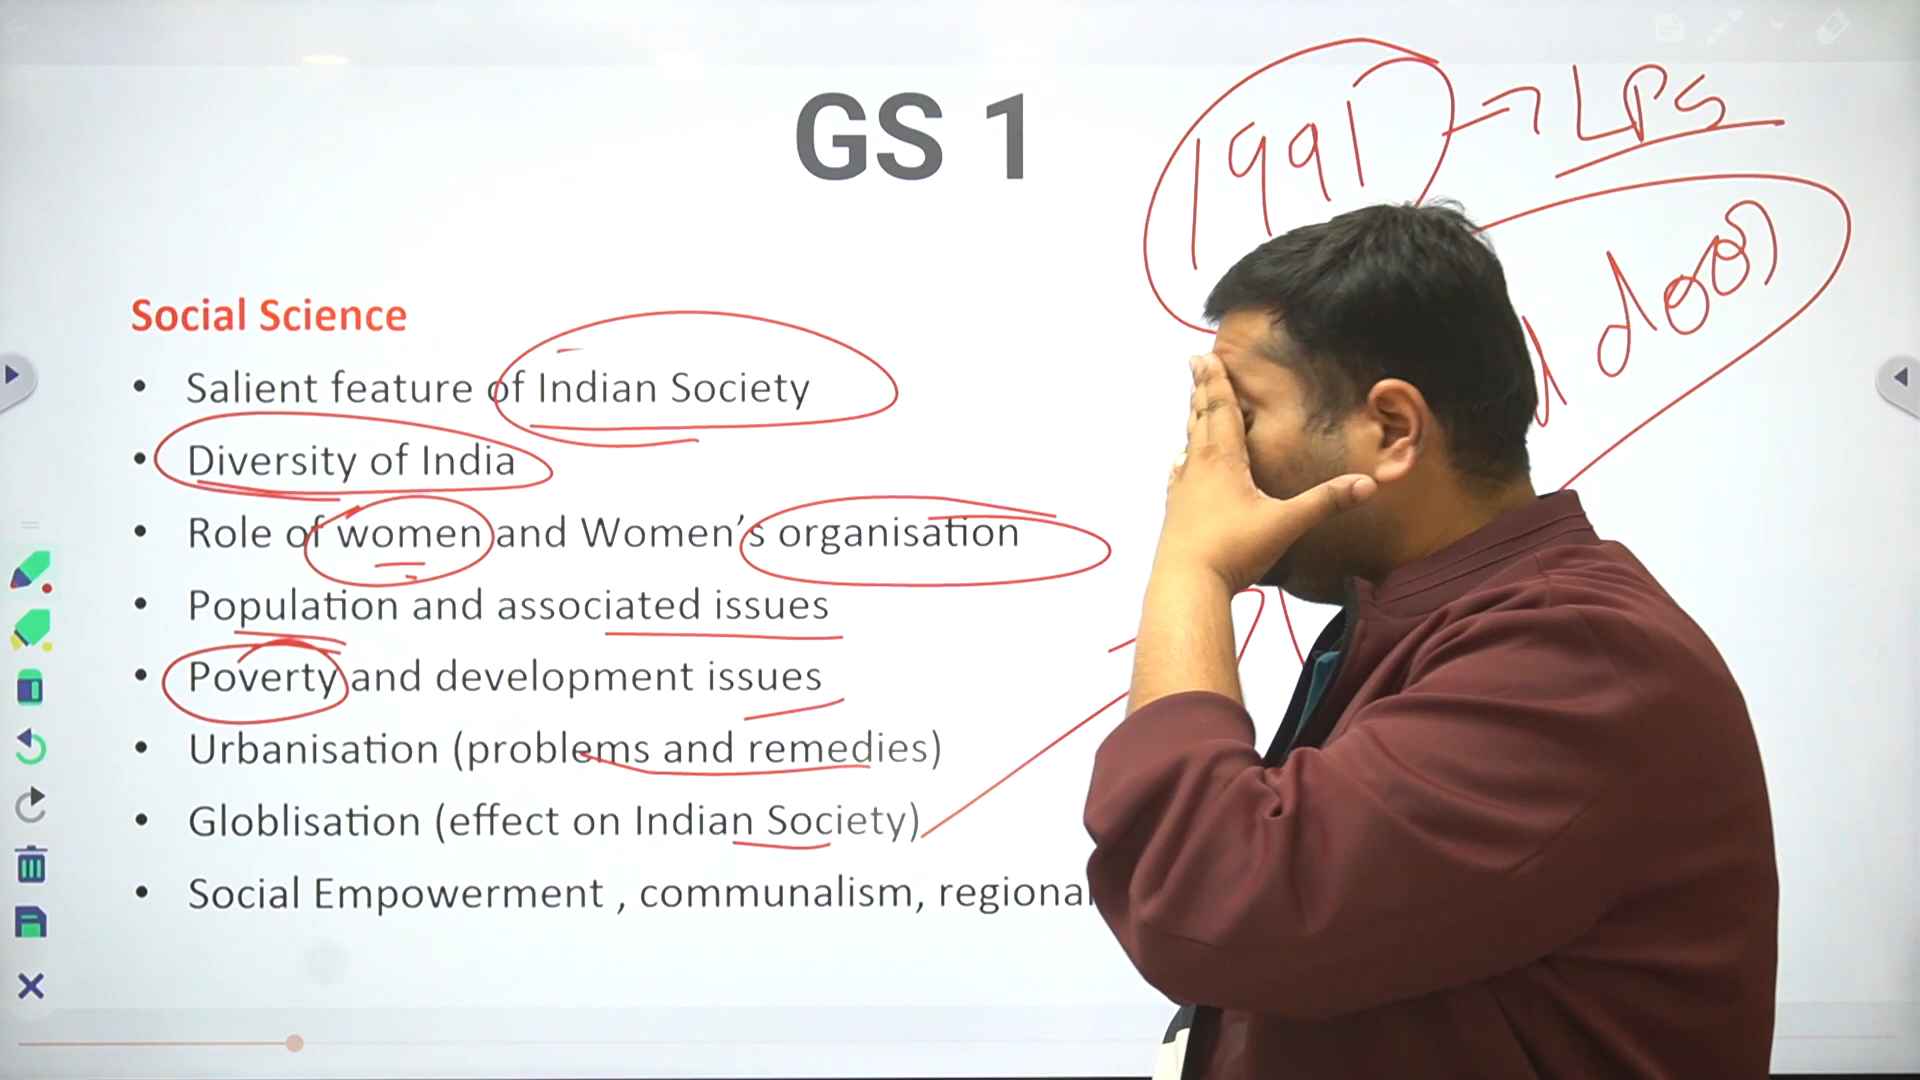 GS 1
1991 → LPG
door
Social Science
• Salient feature of Indian Society
• Diversity of India
• Role of women and Women’s organisation
• Population and associated issues
• Poverty and development issues
• Urbanisation (problems and remedies)
• Globlisation (effect on Indian Society)
• Social Empowerment , communalism, regional